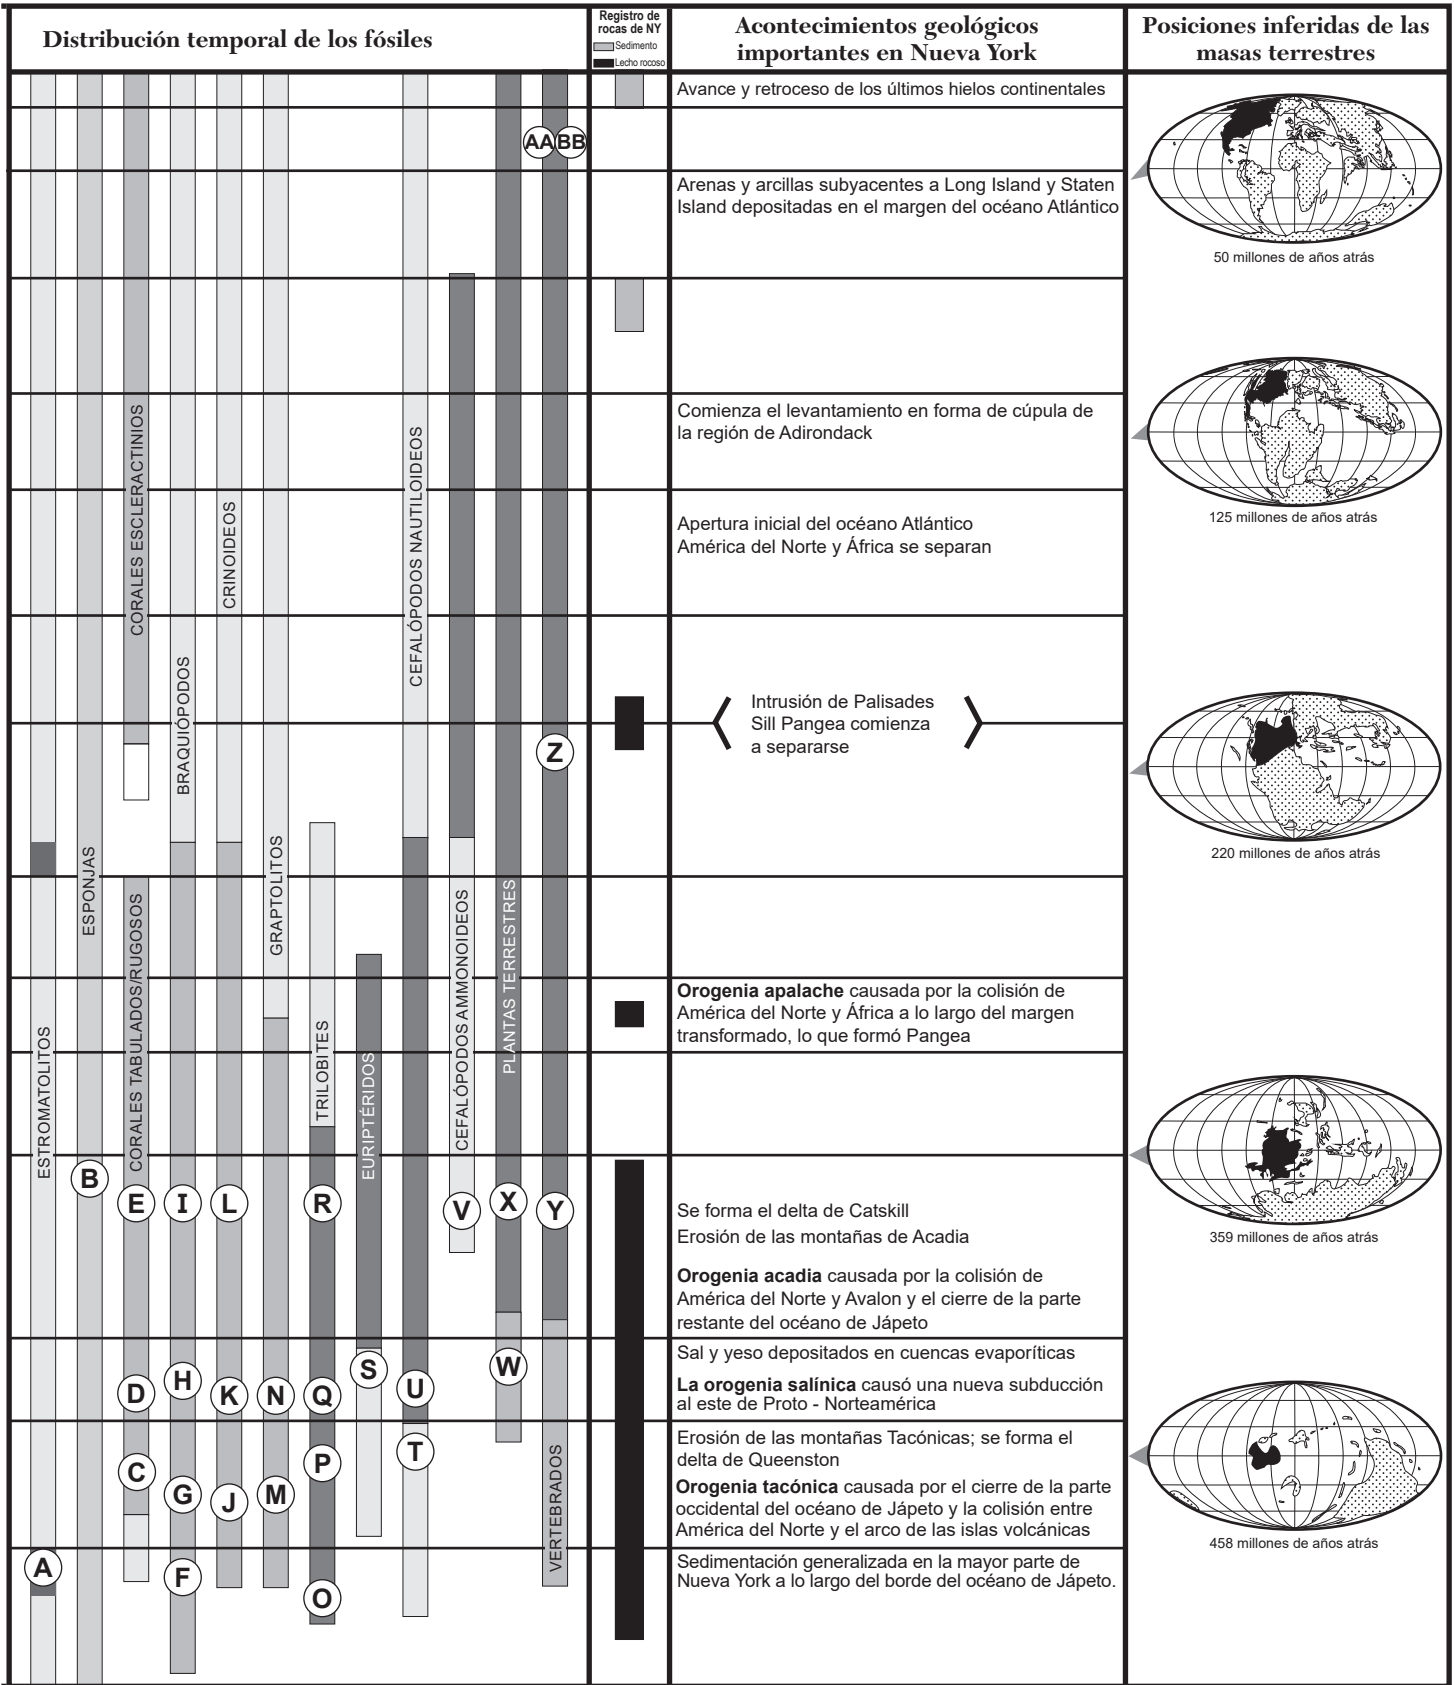 Distribución temporal de los fósiles
Registro de
rocas de NY
Sedimento
Lecho rocoso
Acontecimientos geológicos
importantes en Nueva York
Posiciones inferidas de las
masas terrestres
Avance y retroceso de los últimos hielos continentales
AA
BB
Arenas y arcillas subyacentes a Long Island y Staten
Island depositadas en el margen del océano Atlántico
50 millones de años atrás
Comienza el levantamiento en forma de cúpula de
la región de Adirondack
125 millones de años atrás
Apertura inicial del océano Atlántico
América del Norte y África se separan
Intrusión de Palisades
Sill Pangea comienza
a separarse
220 millones de años atrás
Orogenia apalache causada por la colisión de
América del Norte y África a lo largo del margen
transformado, lo que formó Pangea
Se forma el delta de Catskill
Erosión de las montañas de Acadia
359 millones de años atrás
Orogenia acadia causada por la colisión de
América del Norte y Avalon y el cierre de la parte
restante del océano de Jápeto
Sal y yeso depositados en cuencas evaporíticas
La orogenia salínica causó una nueva subducción
al este de Proto - Norteamérica
Erosión de las montañas Tacónicas; se forma el
delta de Queenston
Orogenia tacónica causada por el cierre de la parte
occidental del océano de Jápeto y la colisión entre
América del Norte y el arco de las islas volcánicas
458 millones de años atrás
Sedimentación generalizada en la mayor parte de
Nueva York a lo largo del borde del océano de Jápeto.
ESTROMATOLITOS
A
ESPONJAS
B
CORALES ESCLERACTINIOS
CORALES TABULADOS/RUGOSOS
E
D
C
BRAQUIÓPODOS
I
H
G
F
CRINOIDEOS
L
K
J
GRAPTOLITOS
N
M
TRILOBITES
R
Q
P
O
EURIPTÉRIDOS
S
CEFALÓPODOS NAUTILOIDEOS
U
T
CEFALÓPODOS AMMONOIDEOS
V
PLANTAS TERRESTRES
X
W
Z
Y
VERTEBRADOS